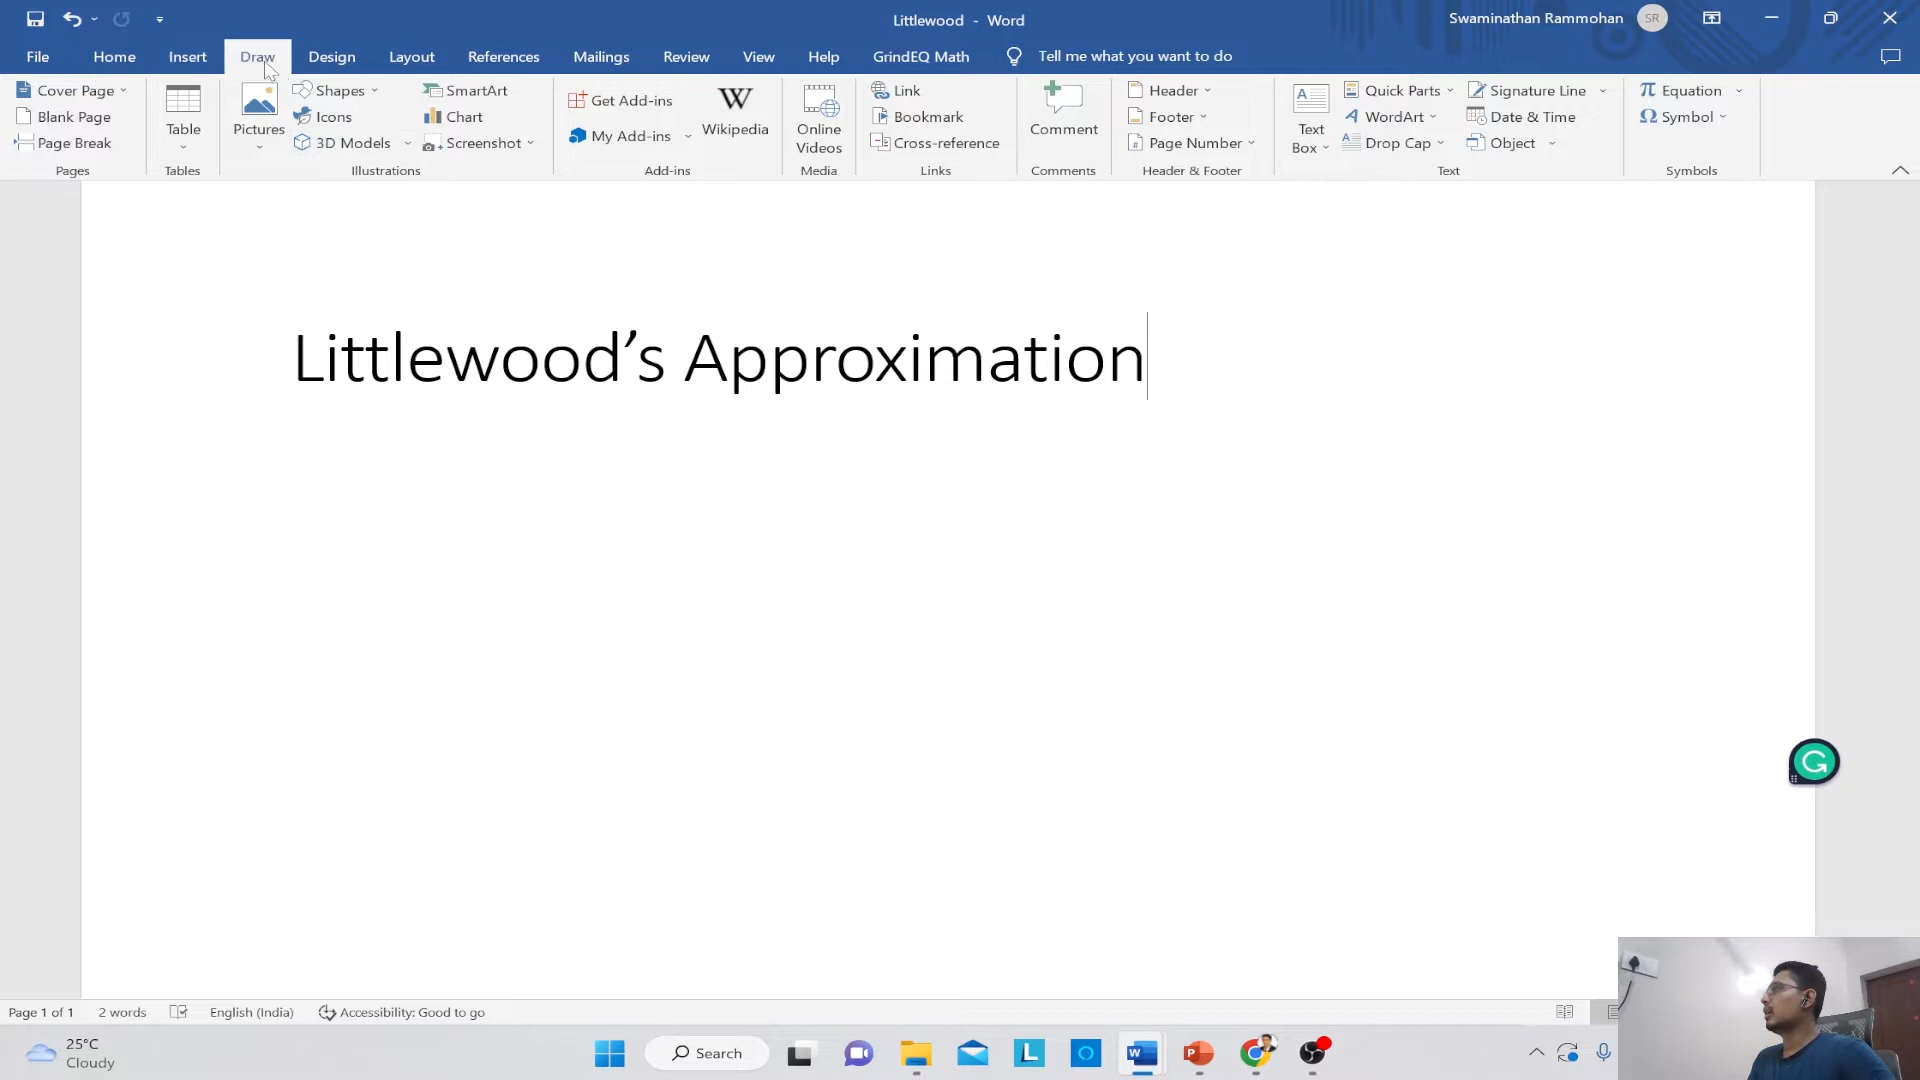 Littlewood - Word
Swaminathan Rammohan SR
File Home Insert Draw Design Layout References Mailings Review View Help GrindEQ Math Tell me what you want to do
Cover Page
Blank Page
Page Break
Pages
Table
Tables
Pictures
Shapes
Icons
3D Models
SmartArt
Chart
Screenshot
Illustrations
Get Add-ins
My Add-ins
W
Wikipedia
Add-ins
Online
Videos
Media
Link
Bookmark
Cross-reference
Links
Comment
Comments
Header
Footer
Page Number
Header & Footer
Text
Box
Quick Parts
WordArt
Drop Cap
Signature Line
Date & Time
Object
Text
π Equation
Ω Symbol
Symbols
Littlewood’s Approximation
Page 1 of 1 2 words English (India) Accessibility: Good to go
25°C
Cloudy
Search